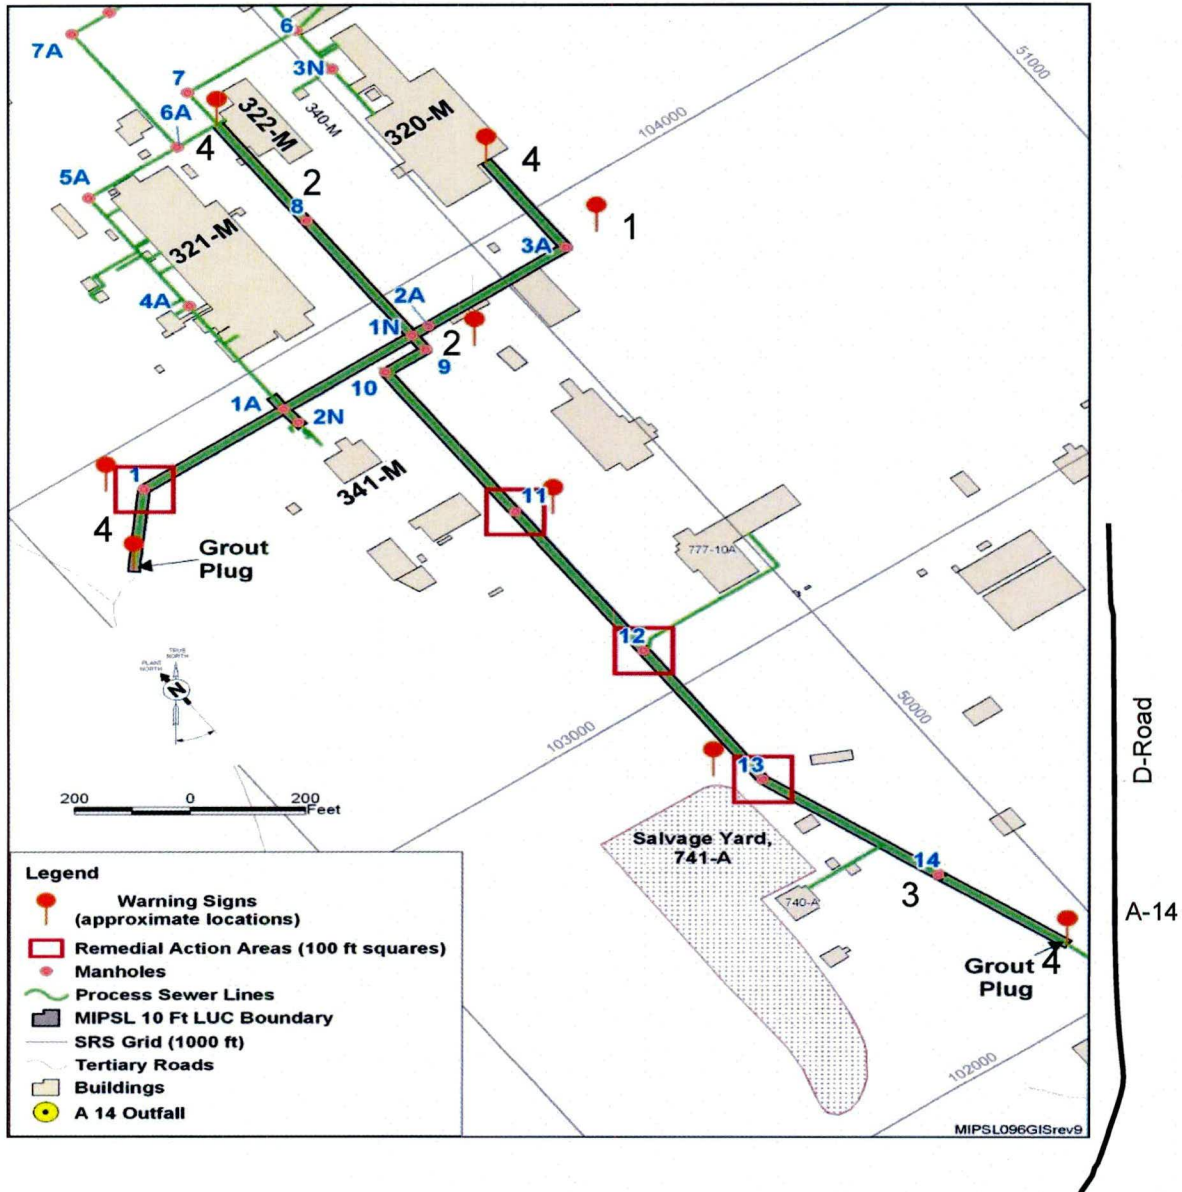 6
7A
3N
51000
7
322-M
340-M
320-M
104000
6A
4
4
2
5A
8
1
321-M
3A
2A
4A
1N
2
9
10
1A
2N
1
341-M
11
4
Grout
Plug
777-10A
12
TRUE
NORTH
PLANT
NORTH
N
50000
103000
D-Road
13
200
0
200
Feet
Salvage Yard,
741-A
14
3
740-A
A-14
Grout
Plug
4
Legend
Warning Signs
(approximate locations)
Remedial Action Areas (100 ft squares)
Manholes
Process Sewer Lines
MIPSL 10 Ft LUC Boundary
SRS Grid (1000 ft)
Tertiary Roads
Buildings
A 14 Outfall
102000
MIPSL096GISrev9